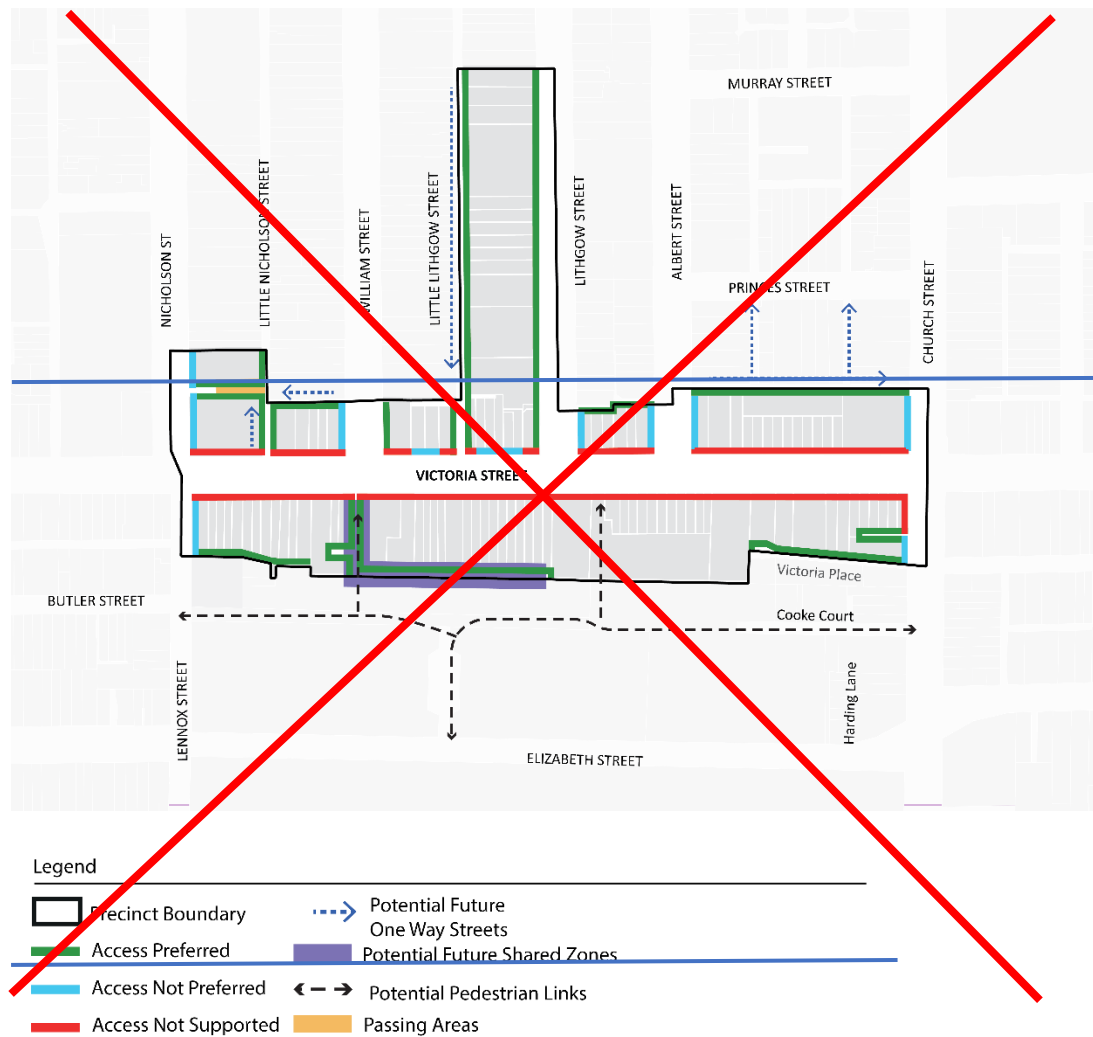 MURRAY STREET
NICHOLSON ST
LITTLE NICHOLSON STREET
WILLIAM STREET
LITTLE LITHGOW STREET
LITHGOW STREET
ALBERT STREET
PRINCES STREET
CHURCH STREET
VICTORIA STREET
Victoria Place
BUTLER STREET
Cooke Court
LENNOX STREET
Harding Lane
ELIZABETH STREET
Legend
Precinct Boundary
Access Preferred
Access Not Preferred
Access Not Supported
Potential Future
One Way Streets
Potential Future Shared Zones
Potential Pedestrian Links
Passing Areas